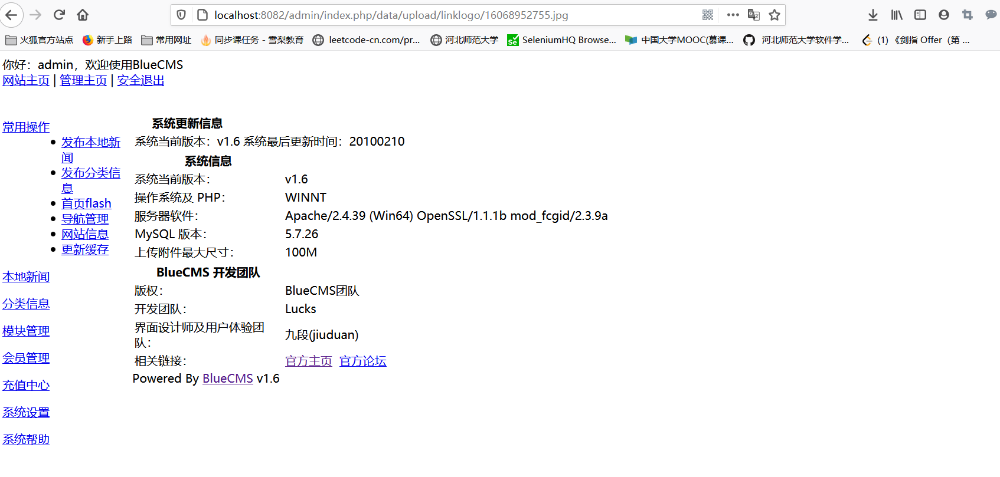 localhost:8082/admin/index.php/data/upload/linklogo/16068952755.jpg
火狐官方站点 新手上路 常用网址 同步课任务 - 雪梨教育 leetcode-cn.com/pr... 河北师范大学 SeleniumHQ Browse... 中国大学MOOC(慕课... 河北师范大学软件学... (1) 《剑指 Offer（第 ...
你好：admin，欢迎使用BlueCMS
网站主页 | 管理主页 | 安全退出
常用操作
发布本地新
闻
发布分类信
息
首页flash
导航管理
网站信息
更新缓存
本地新闻
分类信息
模块管理
会员管理
充值中心
系统设置
系统帮助
系统更新信息
系统当前版本：v1.6 系统最后更新时间：20100210
系统信息
系统当前版本： v1.6
操作系统及 PHP： WINNT
服务器软件： Apache/2.4.39 (Win64) OpenSSL/1.1.1b mod_fcgid/2.3.9a
MySQL 版本： 5.7.26
上传附件最大尺寸： 100M
BlueCMS 开发团队
版权： BlueCMS团队
开发团队： Lucks
界面设计师及用户体验团
队： 九段(jiuduan)
相关链接： 官方主页 官方论坛
Powered By BlueCMS v1.6